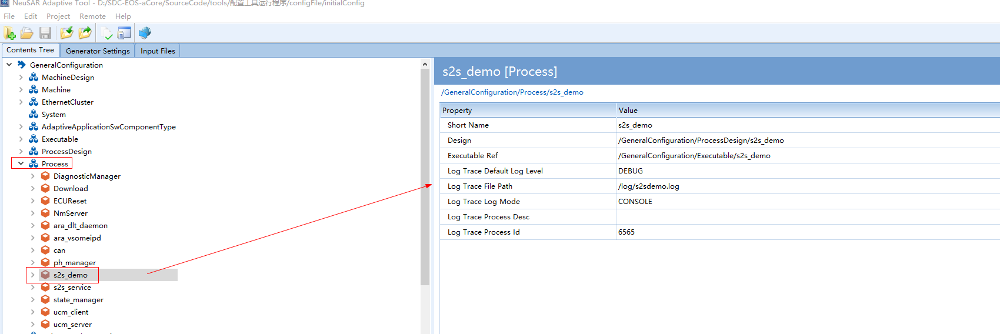 NeuSAR Adaptive Tool - D:/SDC-EOS-aCore/SourceCode/tools/配置工具运行程序/configFile/initialConfig
File Edit Project Remote Help
Contents Tree Generator Settings Input Files
GeneralConfiguration
MachineDesign
Machine
EthernetCluster
System
AdaptiveApplicationSwComponentType
Executable
ProcessDesign
Process
DiagnosticManager
Download
ECUReset
NmServer
ara_dlt_daemon
ara_vsomeipd
can
ph_manager
s2s_demo
s2s_service
state_manager
ucm_client
ucm_server
s2s_demo [Process]
/GeneralConfiguration/Process/s2s_demo
Property Value
Short Name s2s_demo
Design /GeneralConfiguration/ProcessDesign/s2s_demo
Executable Ref /GeneralConfiguration/Executable/s2s_demo
Log Trace Default Log Level DEBUG
Log Trace File Path /log/s2sdemo.log
Log Trace Log Mode CONSOLE
Log Trace Process Desc
Log Trace Process Id 6565